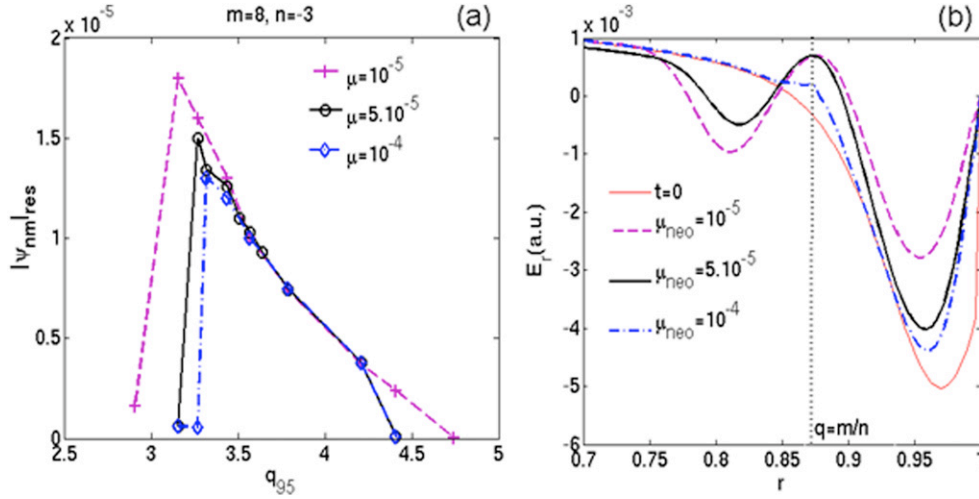 m=8, n=-3
(a)
x 10^-5
2
1.5
1
0.5
0
|ψnm|res
μ=10^-5
μ=5.10^-5
μ=10^-4
2.5 3 3.5 4 4.5 5
q95
(b)
x 10^-3
1
0
-1
-2
-3
-4
-5
-6
E_r(a.u.)
t=0
μneo=10^-5
μneo=5.10^-5
μneo=10^-4
q=m/n
0.7 0.75 0.8 0.85 0.9 0.95
r